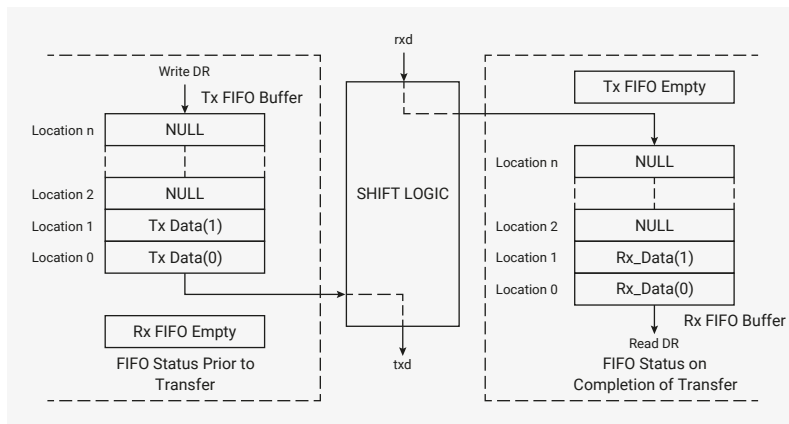 Write DR
Tx FIFO Buffer
Location n
NULL
Location 2
NULL
Location 1
Tx Data(1)
Location 0
Tx Data(0)
Rx FIFO Empty
FIFO Status Prior to
Transfer
rxd
SHIFT LOGIC
txd
Tx FIFO Empty
Location n
NULL
Location 2
NULL
Location 1
Rx_Data(1)
Location 0
Rx_Data(0)
Rx FIFO Buffer
Read DR
FIFO Status on
Completion of Transfer